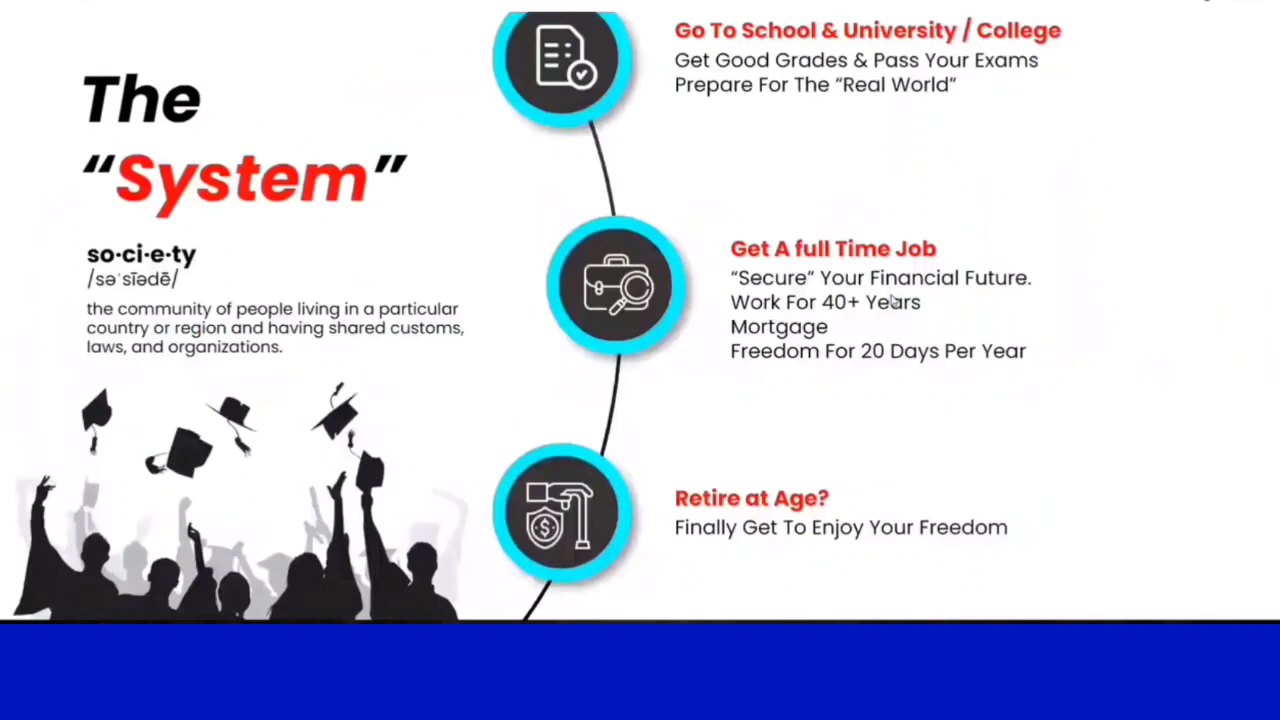 The
“System”
so·ci·e·ty
/səˈsīədē/
the community of people living in a particular
country or region and having shared customs,
laws, and organizations.
Go To School & University / College
Get Good Grades & Pass Your Exams
Prepare For The “Real World”
Get A full Time Job
“Secure” Your Financial Future.
Work For 40+ Years
Mortgage
Freedom For 20 Days Per Year
Retire at Age?
Finally Get To Enjoy Your Freedom
$